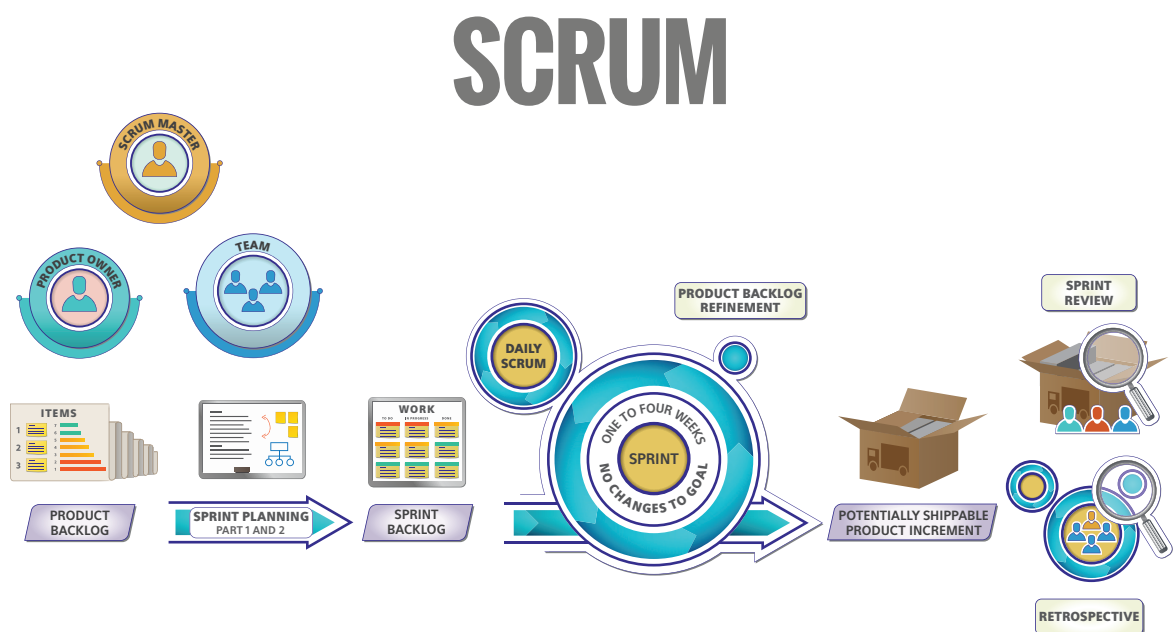 SCRUM
SCRUM MASTER
PRODUCT OWNER
TEAM
PRODUCT BACKLOG
REFINEMENT
SPRINT
REVIEW
DAILY
SCRUM
ITEMS
1
2
3
WORK
TO DO
IN PROGRESS
DONE
ONE TO FOUR WEEKS
SPRINT
NO CHANGES TO GOAL
PRODUCT
BACKLOG
SPRINT PLANNING
PART 1 AND 2
SPRINT
BACKLOG
POTENTIALLY SHIPPABLE
PRODUCT INCREMENT
RETROSPECTIVE